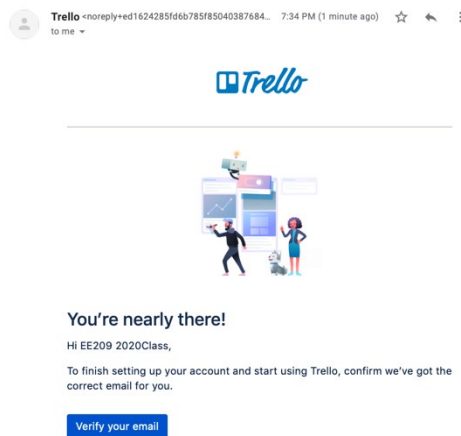 Trello <noreply+ed1624285fd6b785f85040387684... 7:34 PM (1 minute ago)
to me
Trello
You're nearly there!
Hi EE209 2020Class,
To finish setting up your account and start using Trello, confirm we've got the
correct email for you.
Verify your email